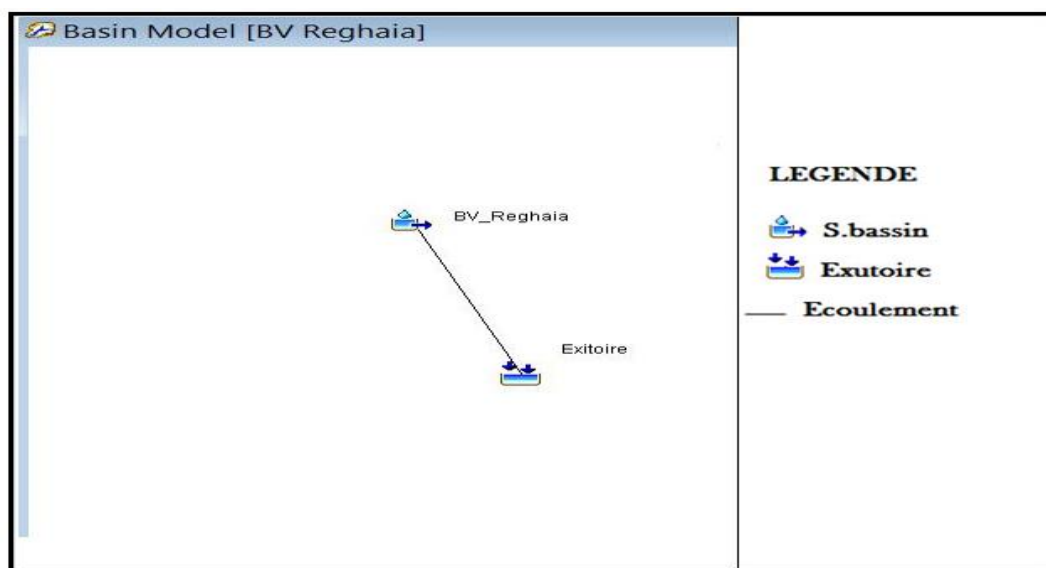 Basin Model [BV Reghaia]
BV_Reghaia
Exitoire
LEGENDE
S.bassin
Exutoire
Ecoulement